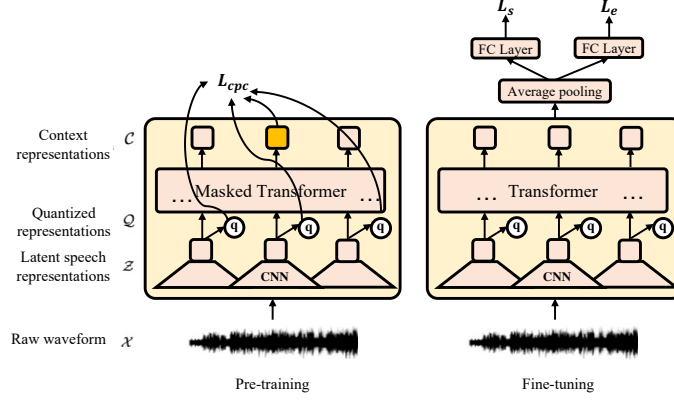 L_s L_e
FC Layer FC Layer
L_cpc
Average pooling
Context
representations C
... Masked Transformer ...
... Transformer ...
Quantized
representations Q
q q q q q q
Latent speech
representations Z
CNN CNN
Raw waveform X
Pre-training Fine-tuning